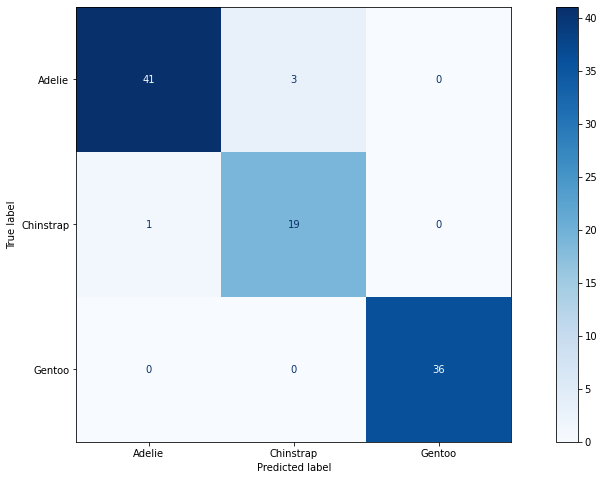 40
Adelie 41 3 0
35
30
25
True label
Chinstrap 1 19 0
20
15
10
Gentoo 0 0 36
5
0
Adelie Chinstrap Gentoo
Predicted label